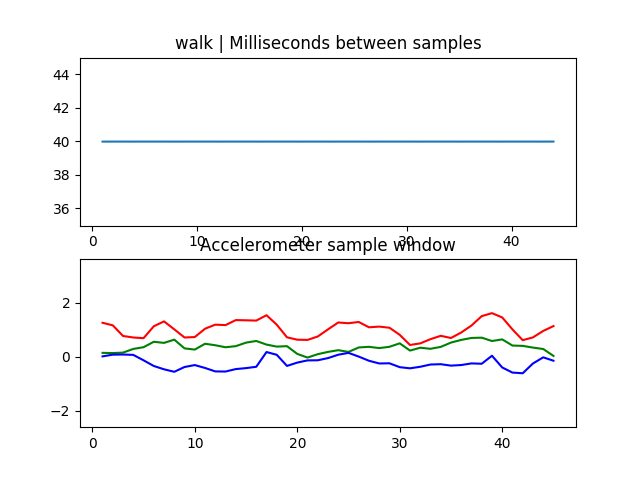 walk | Milliseconds between samples
44
42
40
38
36
0 10 20 30 40
Accelerometer sample window
2
0
−2
0 10 20 30 40